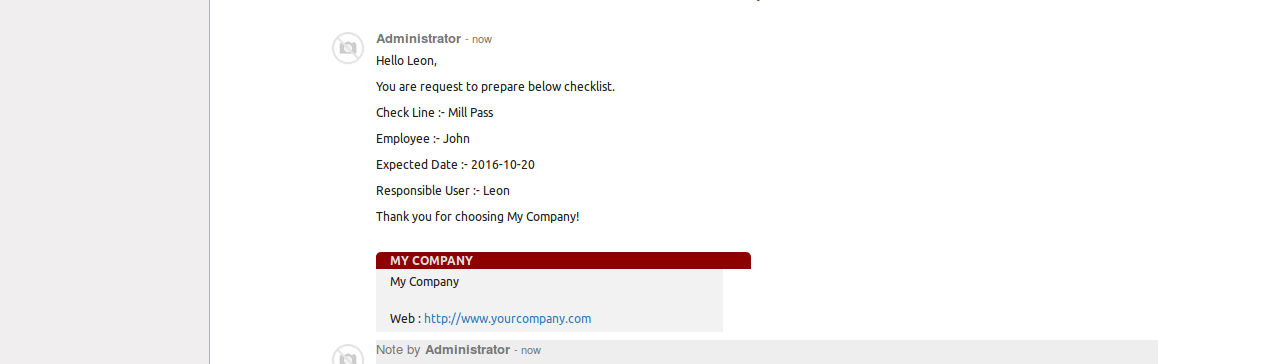 Administrator - now
Hello Leon,
You are request to prepare below checklist.
Check Line :- Mill Pass
Employee :- John
Expected Date :- 2016-10-20
Responsible User :- Leon
Thank you for choosing My Company!
MY COMPANY
My Company
Web : http://www.yourcompany.com
Note by Administrator - now